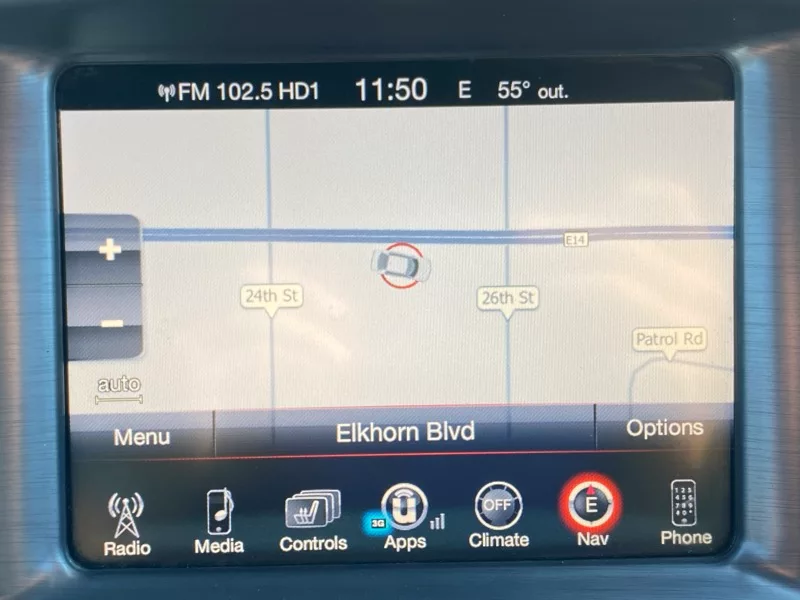 FM 102.5 HD1 11:50 E 55° out.
+
E14
24th St 26th St
−
Patrol Rd
auto
Menu Elkhorn Blvd Options
OFF E
3G U
Radio Media Controls Apps Climate Nav Phone